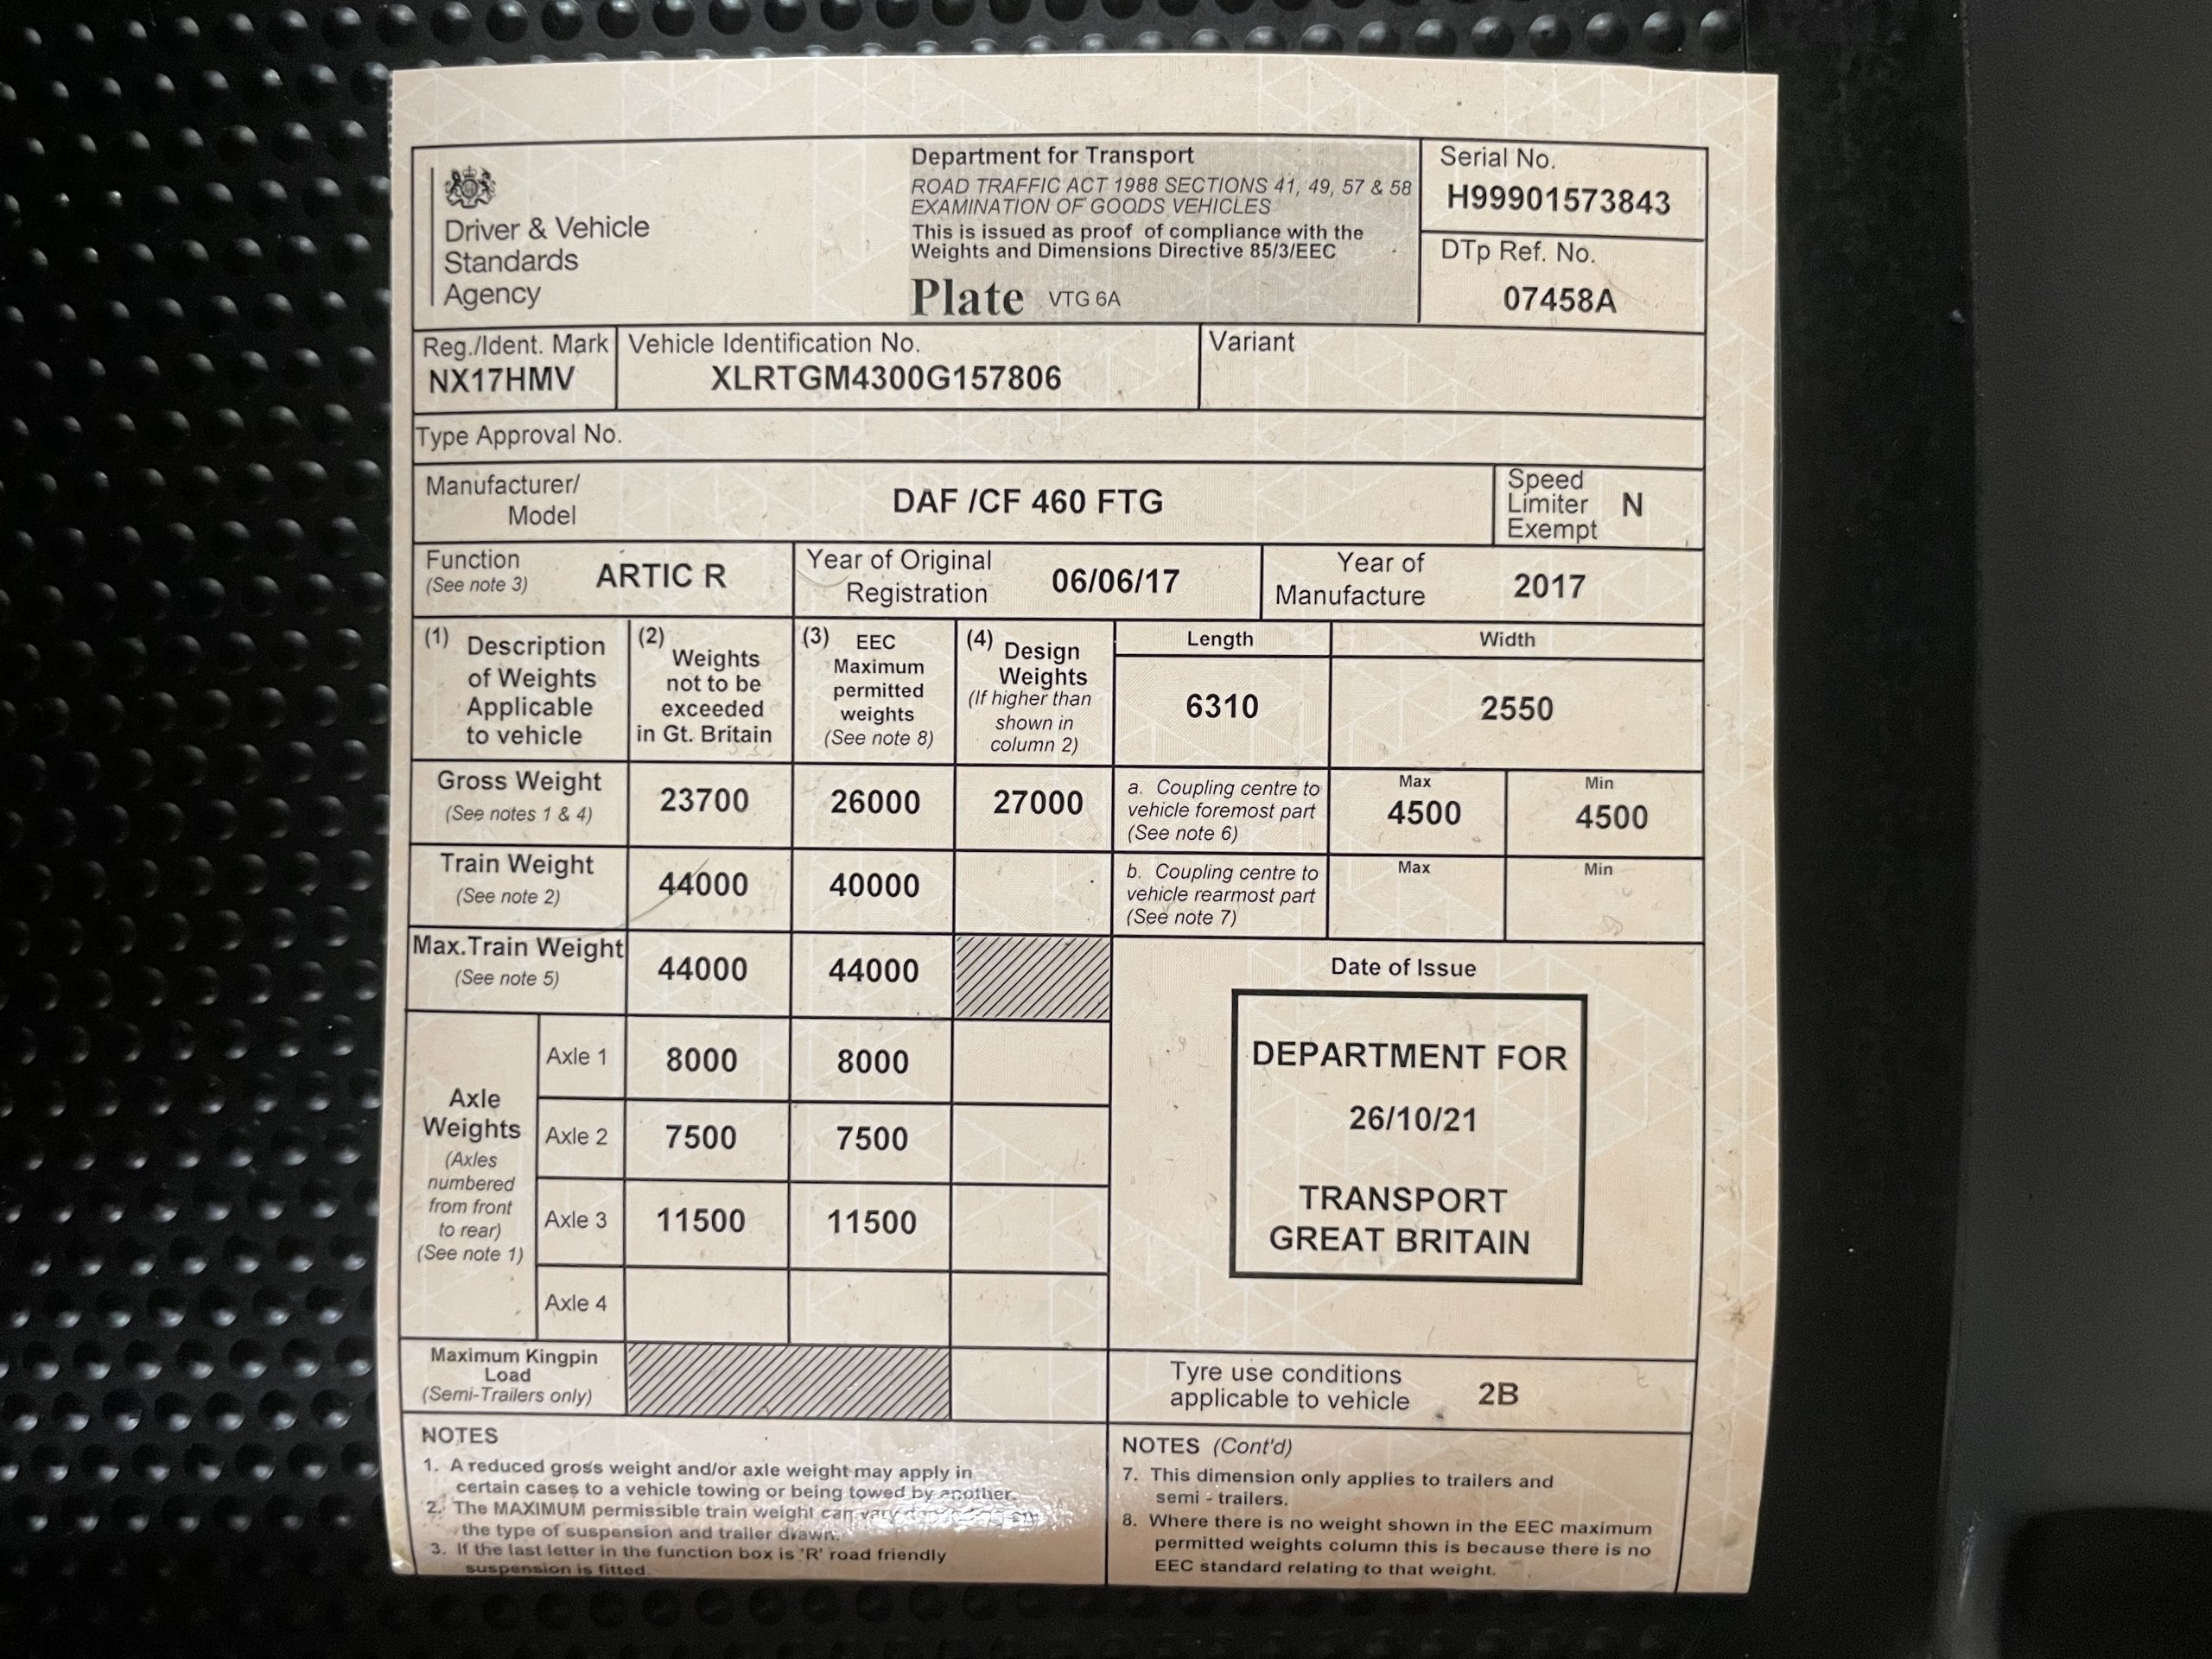 Driver & Vehicle
Standards
Agency
Department for Transport
ROAD TRAFFIC ACT 1988 SECTIONS 41, 49, 57 & 58
EXAMINATION OF GOODS VEHICLES
This is issued as proof of compliance with the
Weights and Dimensions Directive 85/3/EEC
Plate VTG 6A
Serial No.
H99901573843
DTp Ref. No.
07458A
Reg./Ident. Mark
NX17HMV
Vehicle Identification No.
XLRTGM4300G157806
Variant
Type Approval No.
Manufacturer/
Model
DAF /CF 460 FTG
Speed
Limiter
Exempt
N
Function
(See note 3)
ARTIC R
Year of Original
Registration
06/06/17
Year of
Manufacture
2017
(1) Description
of Weights
Applicable
to vehicle
(2) Weights
not to be
exceeded
in Gt. Britain
(3) EEC
Maximum
permitted
weights
(See note 8)
(4) Design
Weights
(If higher than
shown in
column 2)
Length
6310
Width
2550
Gross Weight
(See notes 1 & 4)
23700
26000
27000
a. Coupling centre to
vehicle foremost part
(See note 6)
Max
4500
Min
4500
Train Weight
(See note 2)
44000
40000
b. Coupling centre to
vehicle rearmost part
(See note 7)
Max
Min
Max.Train Weight
(See note 5)
44000
44000
Date of Issue
DEPARTMENT FOR
26/10/21
TRANSPORT
GREAT BRITAIN
Axle
Weights
(Axles
numbered
from front
to rear)
(See note 1)
Axle 1
8000
8000
Axle 2
7500
7500
Axle 3
11500
11500
Axle 4
Maximum Kingpin
Load
(Semi-Trailers only)
Tyre use conditions
applicable to vehicle
2B
NOTES
1. A reduced gross weight and/or axle weight may apply in
certain cases to a vehicle towing or being towed by another.
2. The MAXIMUM permissible train weight can vary
the type of suspension and trailer drawn.
3. If the last letter in the function box is 'R' road friendly
suspension is fitted.
NOTES (Cont'd)
7. This dimension only applies to trailers and
semi - trailers.
8. Where there is no weight shown in the EEC maximum
permitted weights column this is because there is no
EEC standard relating to that weight.